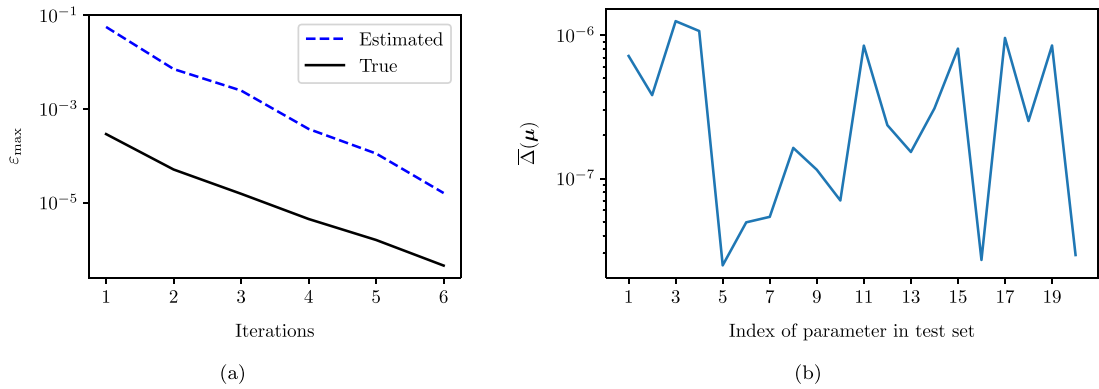 10⁻¹
10⁻³
10⁻⁵
ε_max
Estimated
True
1 2 3 4 5 6
Iterations
(a)
10⁻⁶
10⁻⁷
Δ̅(μ)
1 3 5 7 9 11 13 15 17 19
Index of parameter in test set
(b)